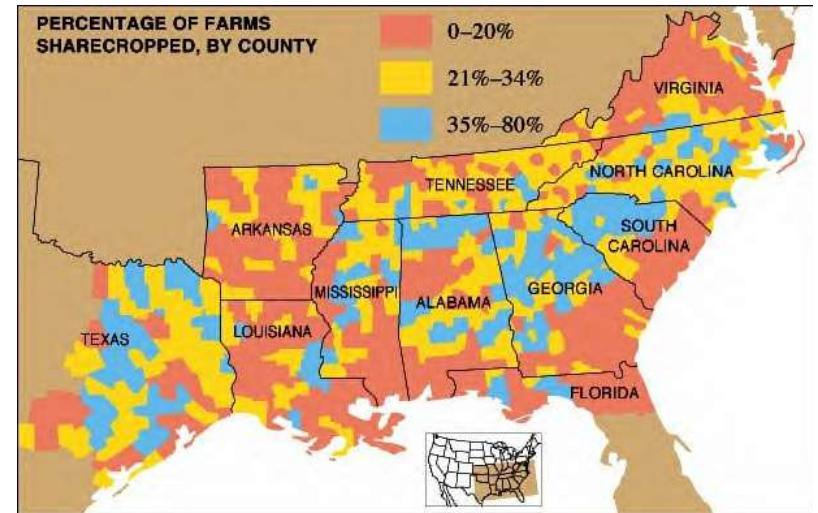 PERCENTAGE OF FARMS
SHARECROPPED, BY COUNTY
0–20%
21%–34%
35%–80%
VIRGINIA
NORTH CAROLINA
TENNESSEE
ARKANSAS
SOUTH
CAROLINA
MISSISSIPPI
ALABAMA
GEORGIA
TEXAS
LOUISIANA
FLORIDA